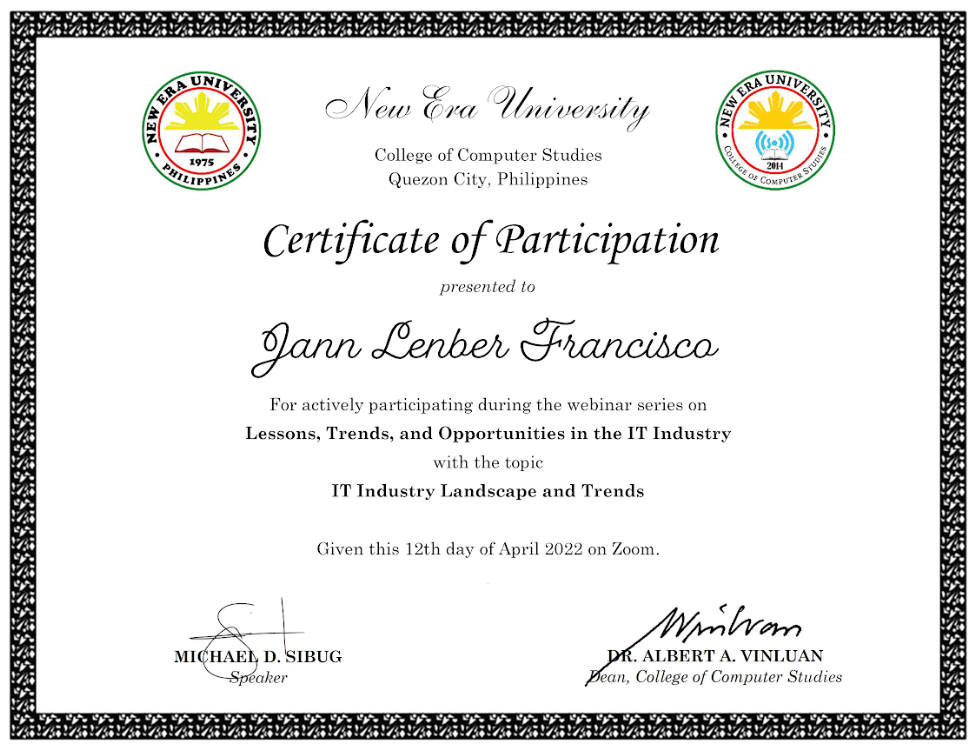 NEW ERA UNIVERSITY
1975
PHILIPPINES
New Era University
College of Computer Studies
Quezon City, Philippines
NEW ERA UNIVERSITY
2014
COLLEGE OF COMPUTER STUDIES
Certificate of Participation
presented to
Jann Lenber Francisco
For actively participating during the webinar series on
Lessons, Trends, and Opportunities in the IT Industry
with the topic
IT Industry Landscape and Trends
Given this 12th day of April 2022 on Zoom.
MICHAEL D. SIBUG
Speaker
DR. ALBERT A. VINLUAN
Dean, College of Computer Studies